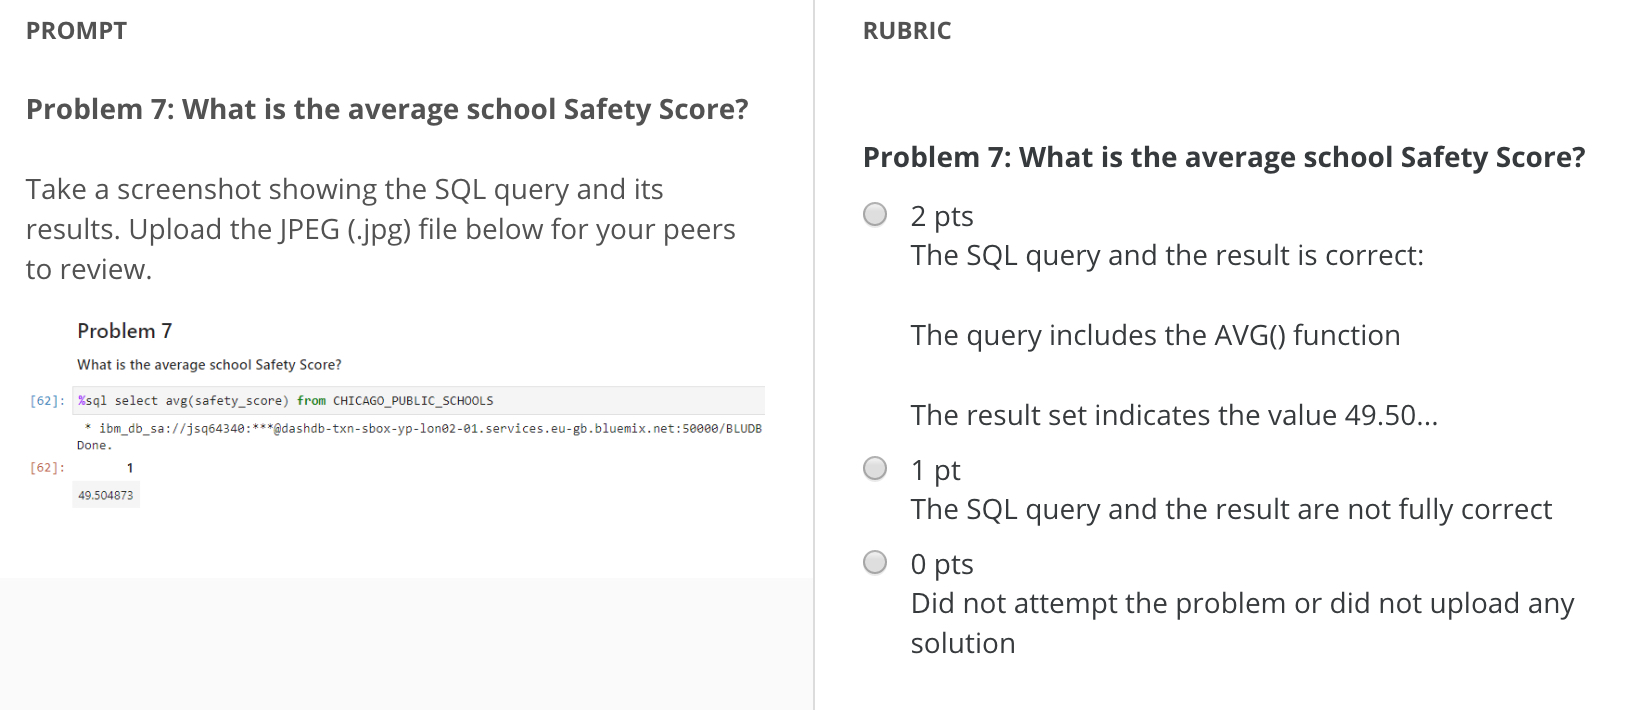 PROMPT
Problem 7: What is the average school Safety Score?
Take a screenshot showing the SQL query and its
results. Upload the JPEG (.jpg) file below for your peers
to review.
Problem 7
What is the average school Safety Score?
[62]: %sql select avg(safety_score) from CHICAGO_PUBLIC_SCHOOLS
* ibm_db_sa://jsq64340:***@dashdb-txn-sbox-yp-lon02-01.services.eu-gb.bluemix.net:50000/BLUDB
Done.
[62]: 1
49.504873
RUBRIC
Problem 7: What is the average school Safety Score?
2 pts
The SQL query and the result is correct:
The query includes the AVG() function
The result set indicates the value 49.50...
1 pt
The SQL query and the result are not fully correct
0 pts
Did not attempt the problem or did not upload any
solution